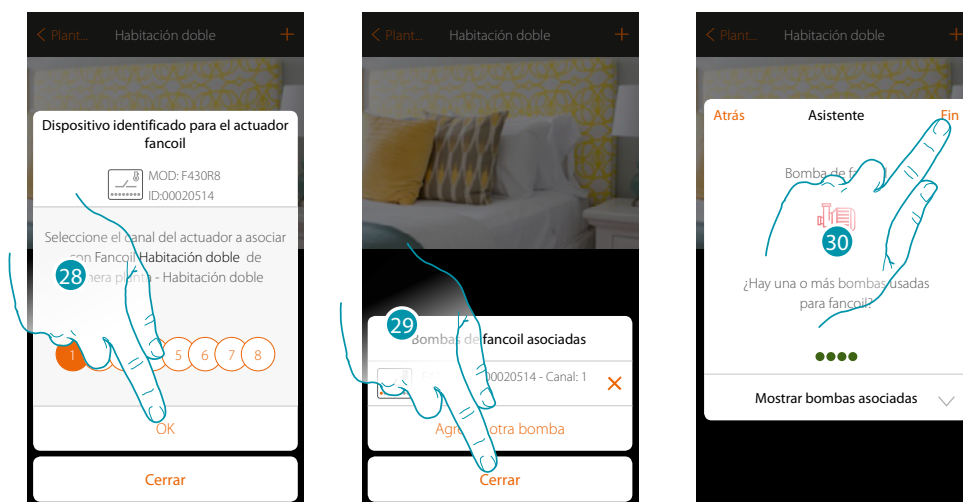 Plant... Habitación doble +
Dispositivo identificado para el actuador
fancoil
MOD: F430R8
ID:00020514
Seleccione el canal del actuador a asociar
con Fancoil Habitación doble de
planta - Habitación doble
28
1 5 6 7 8
OK
Cerrar
Plant... Habitación doble +
29
Bombas de fancoil asociadas
00020514 - Canal: 1
otra bomba
Cerrar
Plant... Habitación doble +
Atrás Asistente Fin
Bomba de
30
¿Hay una o más bombas usadas
para fancoil?
Mostrar bombas asociadas